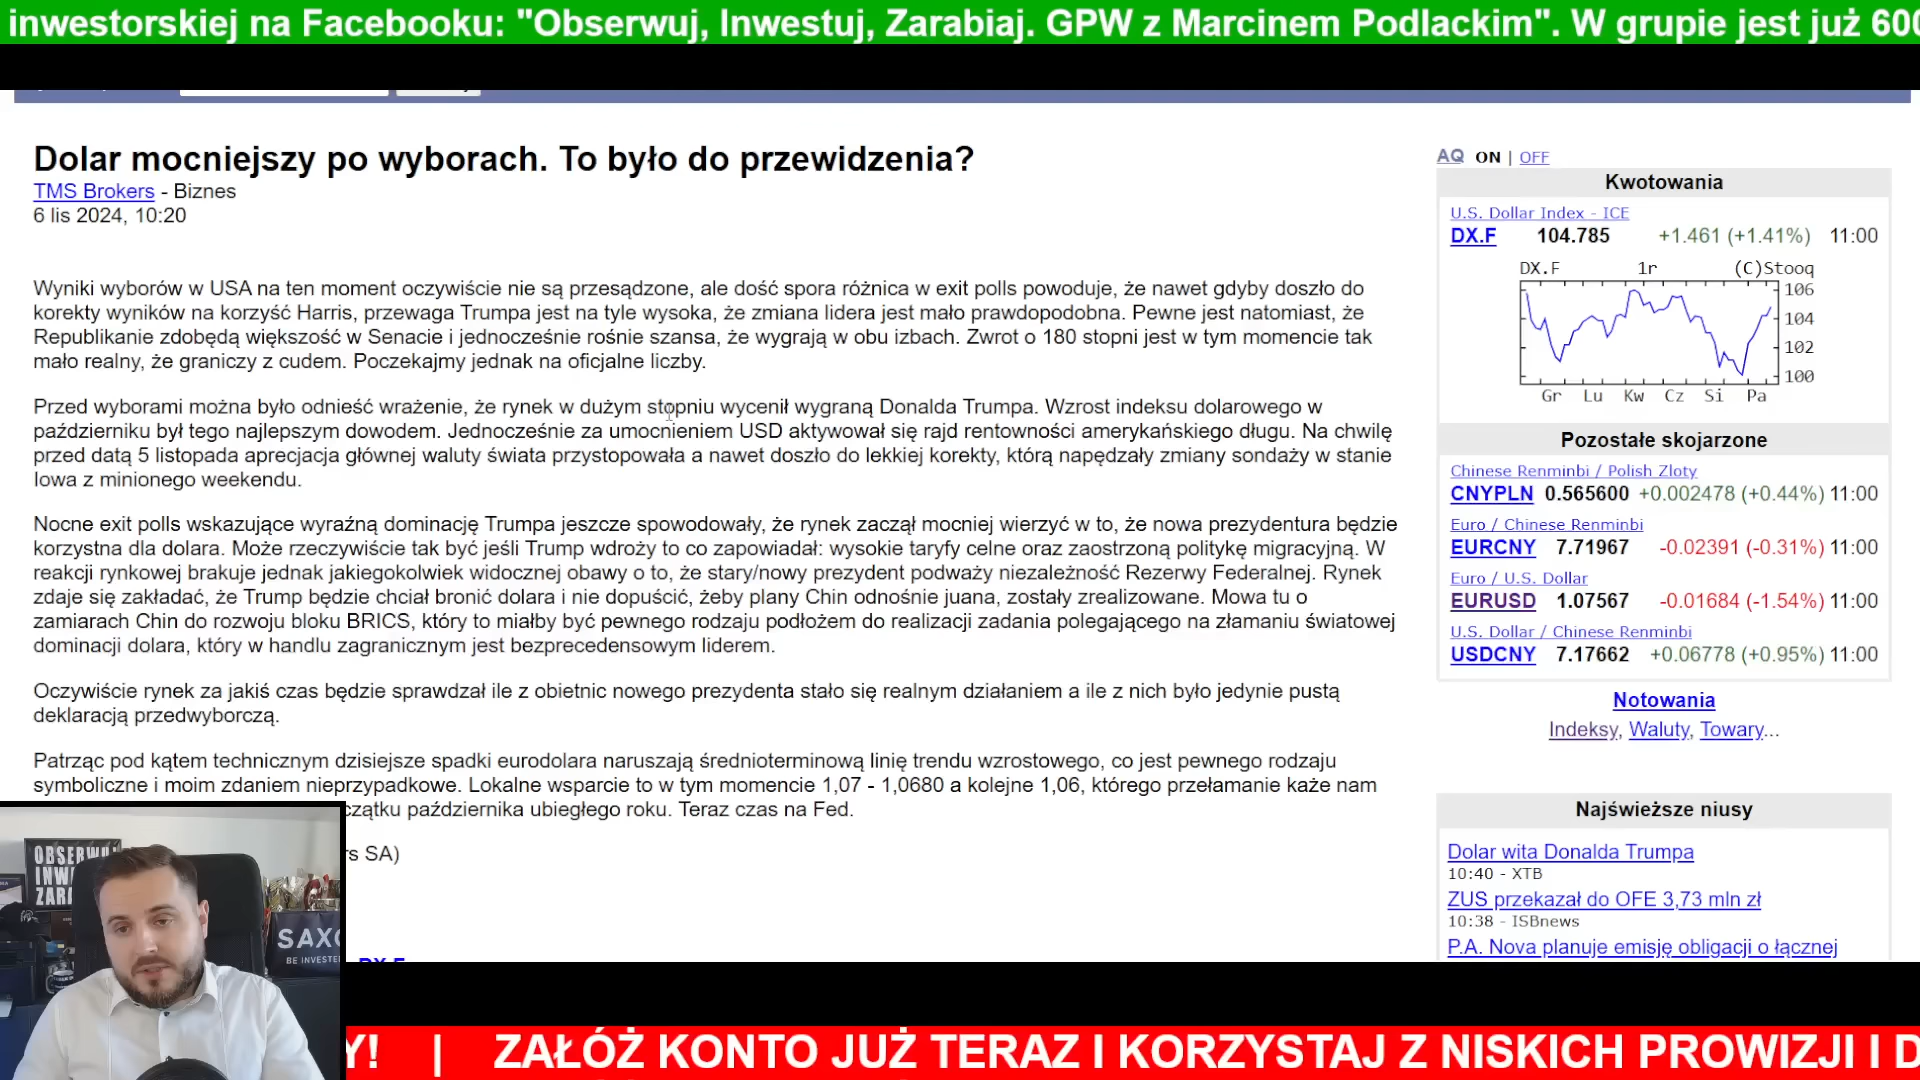 inwestorskiej na Facebooku: "Obserwuj, Inwestuj, Zarabiaj. GPW z Marcinem Podlackim". W grupie jest już 600
Dolar mocniejszy po wyborach. To było do przewidzenia?
TMS Brokers - Biznes
6 lis 2024, 10:20
Wyniki wyborów w USA na ten moment oczywiście nie są przesądzone, ale dość spora różnica w exit polls powoduje, że nawet gdyby doszło do
korekty wyników na korzyść Harris, przewaga Trumpa jest na tyle wysoka, że zmiana lidera jest mało prawdopodobna. Pewne jest natomiast, że
Republikanie zdobędą większość w Senacie i jednocześnie rośnie szansa, że wygrają w obu izbach. Zwrot o 180 stopni jest w tym momencie tak
mało realny, że graniczy z cudem. Poczekajmy jednak na oficjalne liczby.
Przed wyborami można było odnieść wrażenie, że rynek w dużym stopniu wycenił wygraną Donalda Trumpa. Wzrost indeksu dolarowego w
październiku był tego najlepszym dowodem. Jednocześnie za umocnieniem USD aktywował się rajd rentowności amerykańskiego długu. Na chwilę
przed datą 5 listopada aprecjacja głównej waluty świata przystopowała a nawet doszło do lekkiej korekty, którą napędzały zmiany sondaży w stanie
Iowa z minionego weekendu.
Nocne exit polls wskazujące wyraźną dominację Trumpa jeszcze spowodowały, że rynek zaczął mocniej wierzyć w to, że nowa prezydentura będzie
korzystna dla dolara. Może rzeczywiście tak być jeśli Trump wdroży to co zapowiadał: wysokie taryfy celne oraz zaostrzoną politykę migracyjną. W
reakcji rynkowej brakuje jednak jakiegokolwiek widocznej obawy o to, że stary/nowy prezydent podważy niezależność Rezerwy Federalnej. Rynek
zdaje się zakładać, że Trump będzie chciał bronić dolara i nie dopuścić, żeby plany Chin odnośnie juana, zostały zrealizowane. Mowa tu o
zamiarach Chin do rozwoju bloku BRICS, który to miałby być pewnego rodzaju podłożem do realizacji zadania polegającego na złamaniu światowej
dominacji dolara, który w handlu zagranicznym jest bezprecedensowym liderem.
Oczywiście rynek za jakiś czas będzie sprawdzał ile z obietnic nowego prezydenta stało się realnym działaniem a ile z nich było jedynie pustą
deklaracją przedwyborczą.
Patrząc pod kątem technicznym dzisiejsze spadki eurodolara naruszają średnioterminową linię trendu wzrostowego, co jest pewnego rodzaju
symboliczne i moim zdaniem nieprzypadkowe. Lokalne wsparcie to w tym momencie 1,07 - 1,0680 a kolejne 1,06, którego przełamanie każe nam
czątku października ubiegłego roku. Teraz czas na Fed.
rs SA)
AQ ON | OFF
Kwotowania
U.S. Dollar Index - ICE
DX.F 104.785 +1.461 (+1.41%) 11:00
DX.F 1r (C)Stooq
106
104
102
100
Gr Lu Kw Cz Si Pa
Pozostałe skojarzone
Chinese Renminbi / Polish Zloty
CNYPLN 0.565600 +0.002478 (+0.44%) 11:00
Euro / Chinese Renminbi
EURCNY 7.71967 -0.02391 (-0.31%) 11:00
Euro / U.S. Dollar
EURUSD 1.07567 -0.01684 (-1.54%) 11:00
U.S. Dollar / Chinese Renminbi
USDCNY 7.17662 +0.06778 (+0.95%) 11:00
Notowania
Indeksy, Waluty, Towary...
Najświeższe niusy
Dolar wita Donalda Trumpa
10:40 - XTB
ZUS przekazał do OFE 3,73 mln zł
10:38 - ISBnews
P.A. Nova planuje emisję obligacji o łącznej
OBSERWUJ
INW
ZARA
SAXO
BE INVESTE
Y! | ZAŁÓŻ KONTO JUŻ TERAZ I KORZYSTAJ Z NISKICH PROWIZJI I D